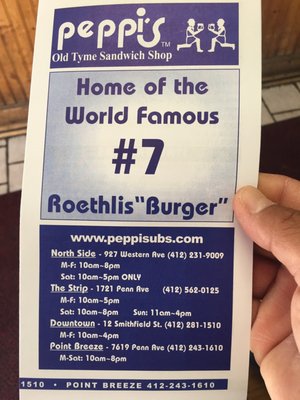 peppi's TM
Old Tyme Sandwich Shop
Home of the
World Famous
#7
Roethlis"Burger"
www.peppisubs.com
North Side - 927 Western Ave (412) 231-9009
M-F: 10am-8pm
Sat: 10am-5pm ONLY
The Strip - 1721 Penn Ave (412) 562-0125
M-F: 10am-5pm
Sat: 10am-8pm Sun: 11am-4pm
Downtown - 12 Smithfield St. (412) 281-1510
M-F: 10am-4pm
Point Breeze - 7619 Penn Ave (412) 243-1610
M-Sat: 10am-8pm
1510 • POINT BREEZE 412-243-1610